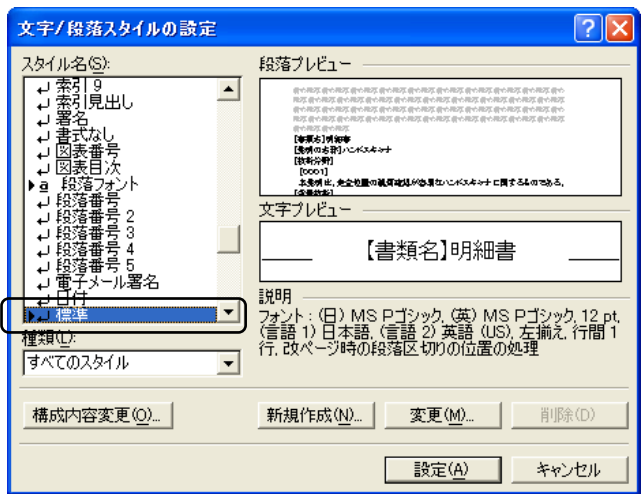 文字/段落スタイルの設定
スタイル名(S):
索引 9
索引見出し
署名
書式なし
図表番号
図表目次
a 段落フォント
段落番号
段落番号 2
段落番号 3
段落番号 4
段落番号 5
電子メール署名
日付
標準
種類(L):
すべてのスタイル
段落プレビュー
【書類名】明細書
【発明の名称】ハンドスキャナ
【技術分野】
【0001】
文字プレビュー
【書類名】明細書
説明
フォント : (日) MS Pゴシック, (英) MS Pゴシック, 12 pt,
(言語 1) 日本語, (言語 2) 英語 (US), 左揃え, 行間 1
行, 改ページ時の段落区切りの位置の処理
構成内容変更(O)...
新規作成(N)...
変更(M)...
削除(D)
設定(A)
キャンセル